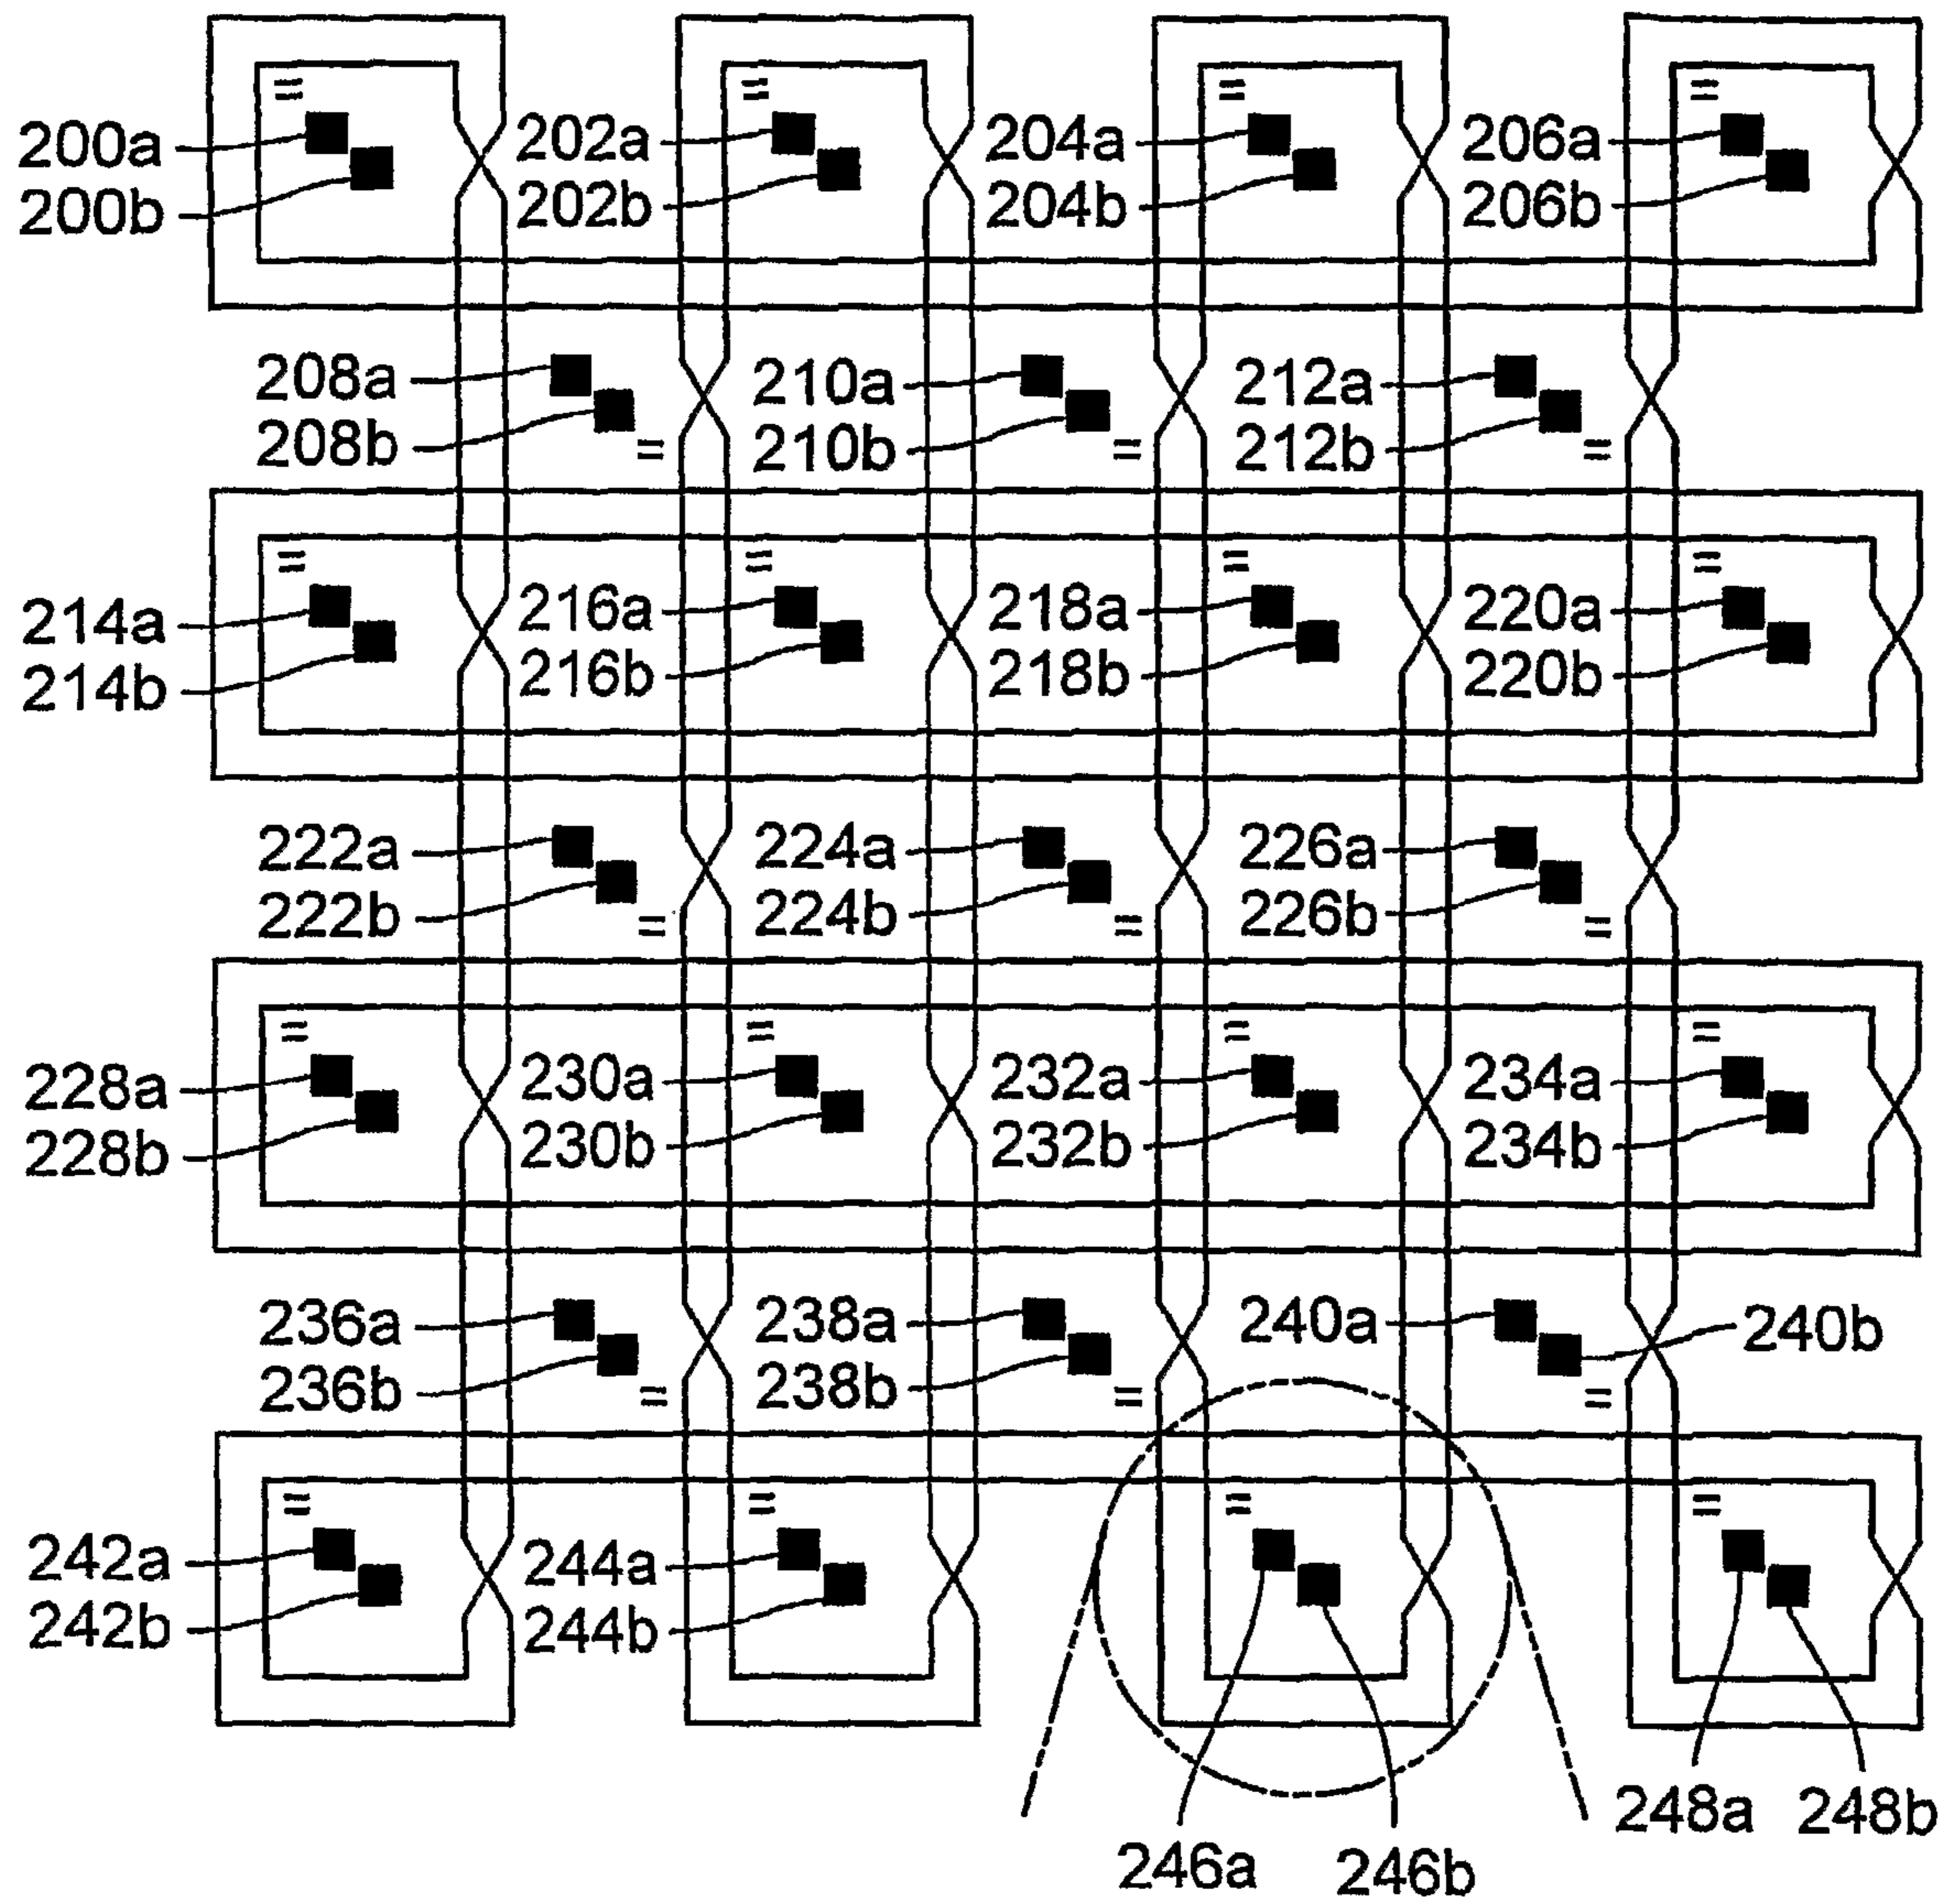 200a 202a 204a 206a
200b 202b 204b 206b
208a 210a 212a
208b 210b 212b
214a 216a 218a 220a
214b 216b 218b 220b
222a 224a 226a
222b 224b 226b
228a 230a 232a 234a
228b 230b 232b 234b
236a 238a 240a 240b
236b 238b
242a 244a
242b 244b
248a 248b
246a 246b